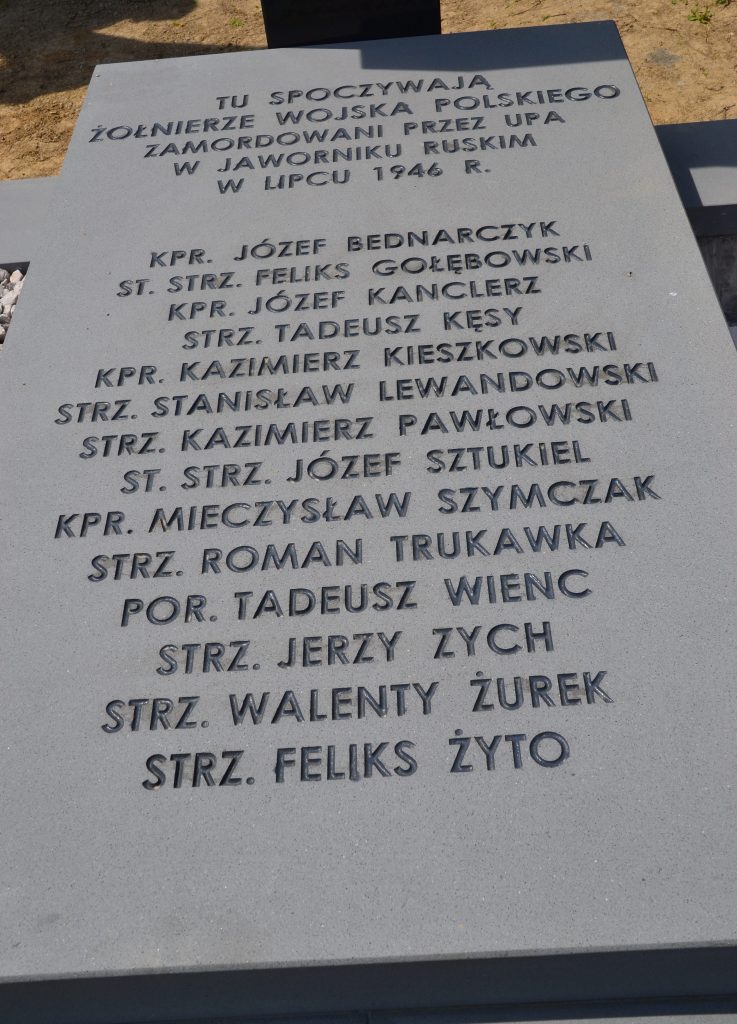 TU SPOCZYWAJĄ
ŻOŁNIERZE WOJSKA POLSKIEGO
ZAMORDOWANI PRZEZ UPA
W JAWORNIKU RUSKIM
W LIPCU 1946 R.
KPR. JÓZEF BEDNARCZYK
ST. STRZ. FELIKS GOŁĘBOWSKI
KPR. JÓZEF KANCLERZ
STRZ. TADEUSZ KĘSY
KPR. KAZIMIERZ KIESZKOWSKI
STRZ. STANISŁAW LEWANDOWSKI
STRZ. KAZIMIERZ PAWŁOWSKI
ST. STRZ. JÓZEF SZTUKIEL
KPR. MIECZYSŁAW SZYMCZAK
STRZ. ROMAN TRUKAWKA
POR. TADEUSZ WIENC
STRZ. JERZY ZYCH
STRZ. WALENTY ŻUREK
STRZ. FELIKS ŻYTO